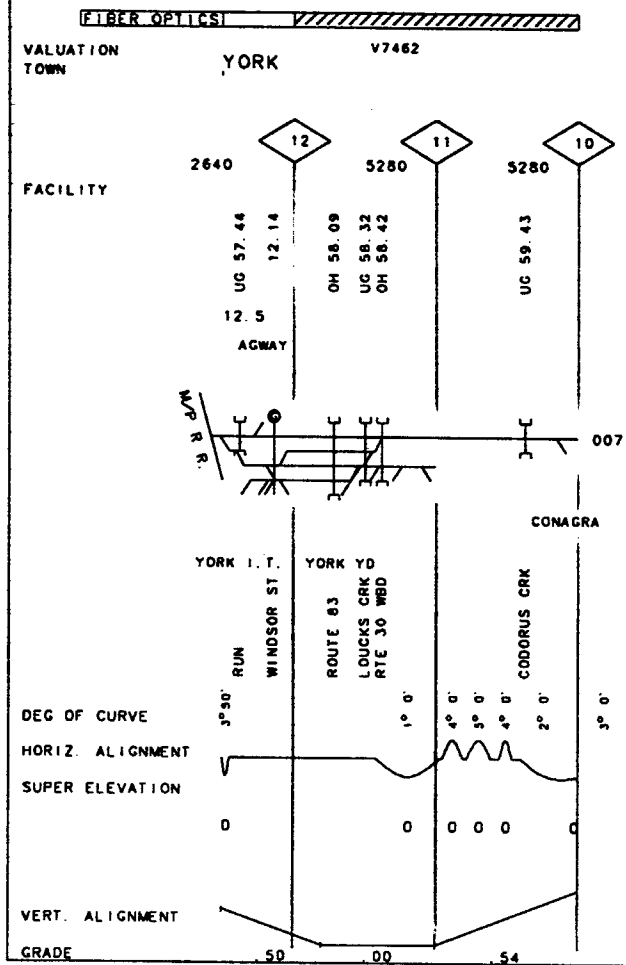 FIBER OPTICS
VALUATION V7462
TOWN YORK
12 11 10
2640 5280 5280
FACILITY
UG 57.44
12.14
OH 58.09
UG 58.32
OH 58.42
UG 59.43
12.5
AGWAY
M/P R R.
007
CONAGRA
YORK I.T. YORK YD
RUN
WINDSOR ST
ROUTE 83
LOUCKS CRK
RTE 30 WBD
CODORUS CRK
DEG OF CURVE 3°90' 1° 0' 4° 0' 5° 0' 4° 0' 2° 0' 3° 0'
HORIZ. ALIGNMENT
SUPER ELEVATION
0 0 0 0 0 0
VERT. ALIGNMENT
GRADE .50 .00 .54